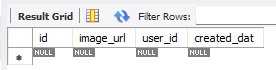 Result Grid Filter Rows:
id image_url user_id created_dat
NULL NULL NULL NULL